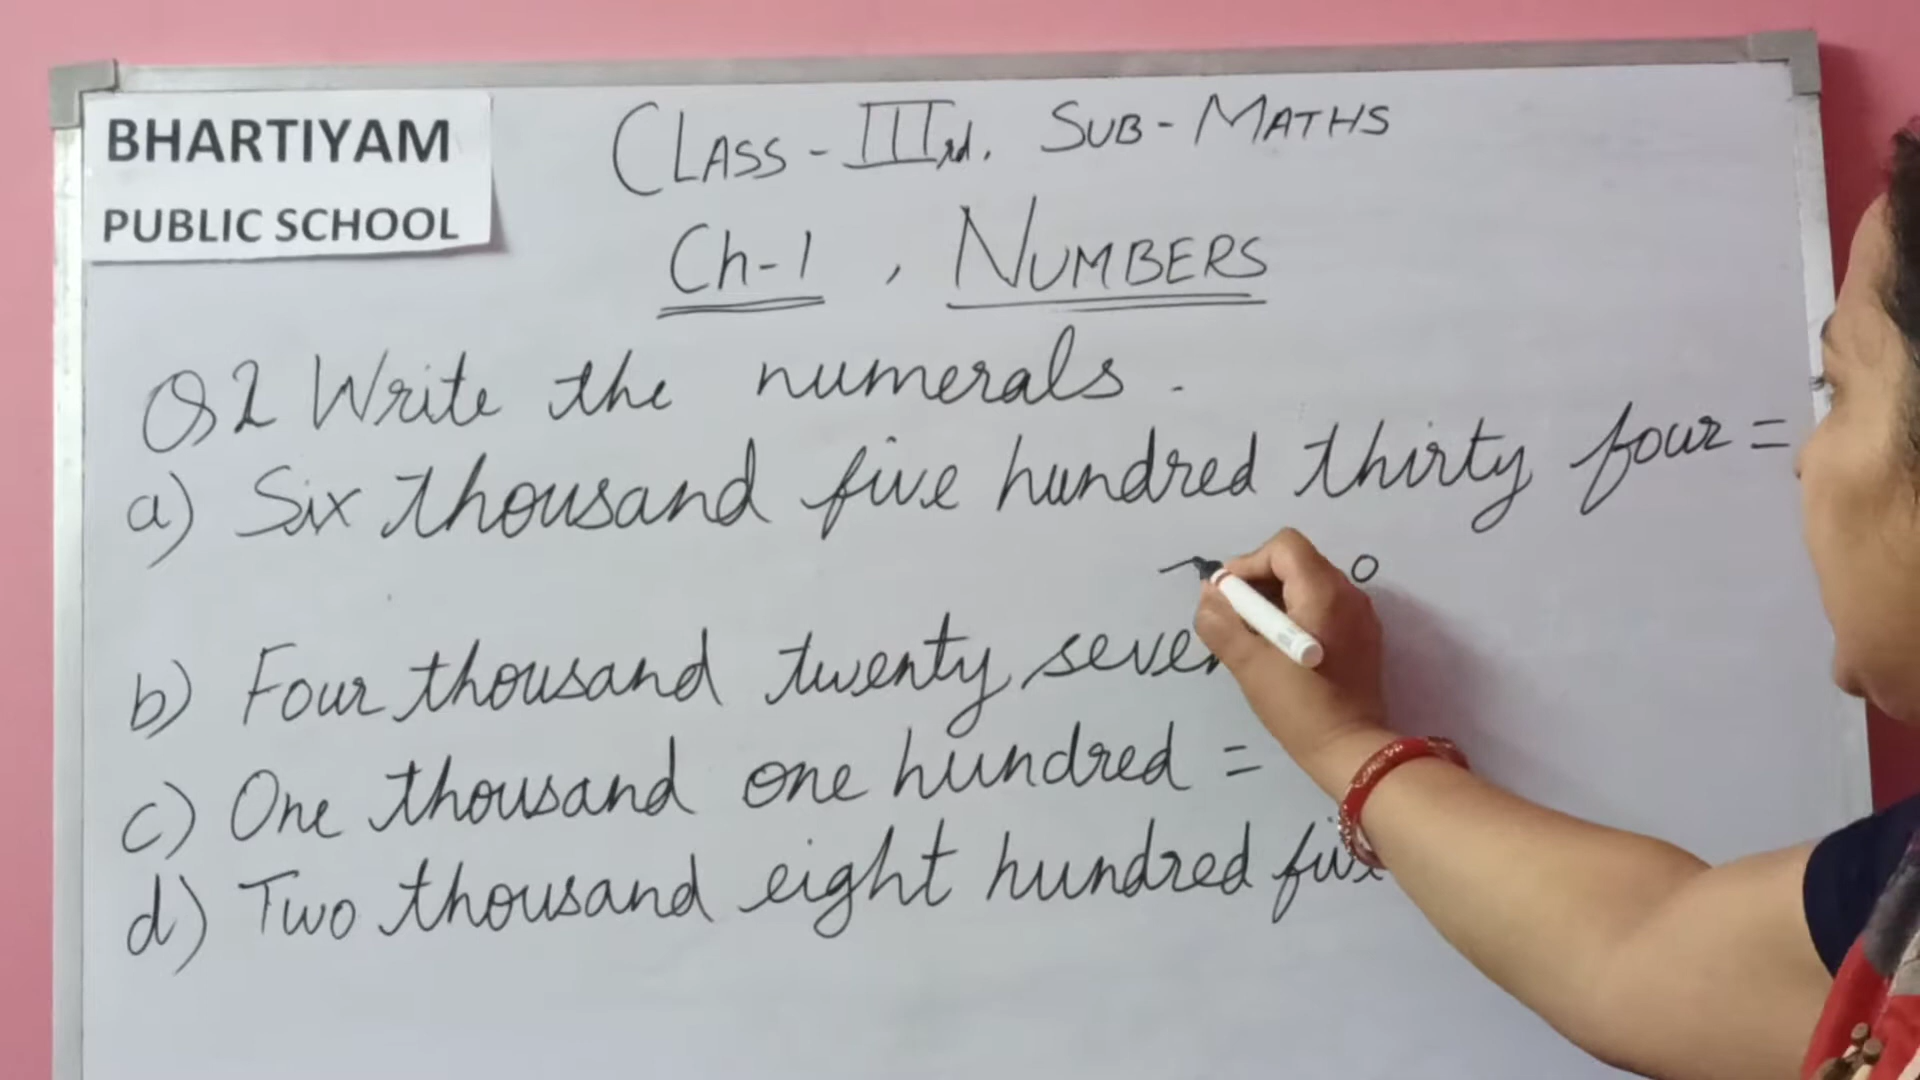 BHARTIYAM
PUBLIC SCHOOL
CLASS - IIIrd. SUB - MATHS
Ch-1 , NUMBERS
Q2 Write the numerals.
a) Six thousand five hundred thirty four =
b) Four thousand twenty seven
c) One thousand one hundred =
d) Two thousand eight hundred five